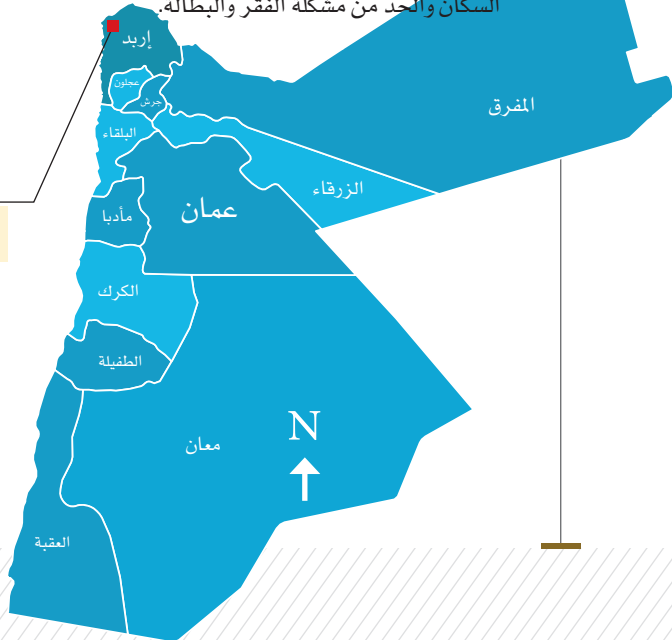 السكان والحد من مشكلة الفقر والبطالة.
إربد
عجلون
جرش
المفرق
البلقاء
الزرقاء
عمان
مأدبا
الكرك
الطفيلة
معان
N
العقبة